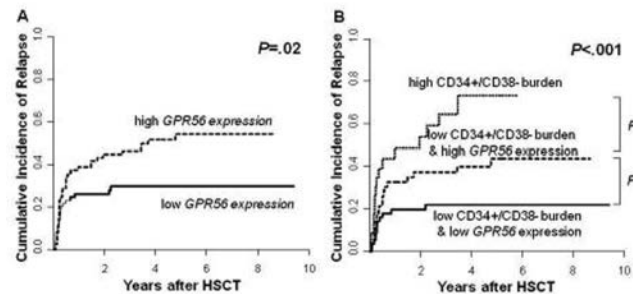 A
P=.02
Cumulative Incidence of Relapse
1.0
0.8
0.6
0.4
0.2
0.0
high GPR56 expression
low GPR56 expression
0
2
4
6
8
10
Years after HSCT
B
P<.001
Cumulative Incidence of Relapse
1.0
0.8
0.6
0.4
0.2
0.0
high CD34+/CD38- burden
low CD34+/CD38- burden
& high GPR56 expression
low CD34+/CD38- burden
& low GPR56 expression
P
P
0
2
4
6
8
10
Years after HSCT